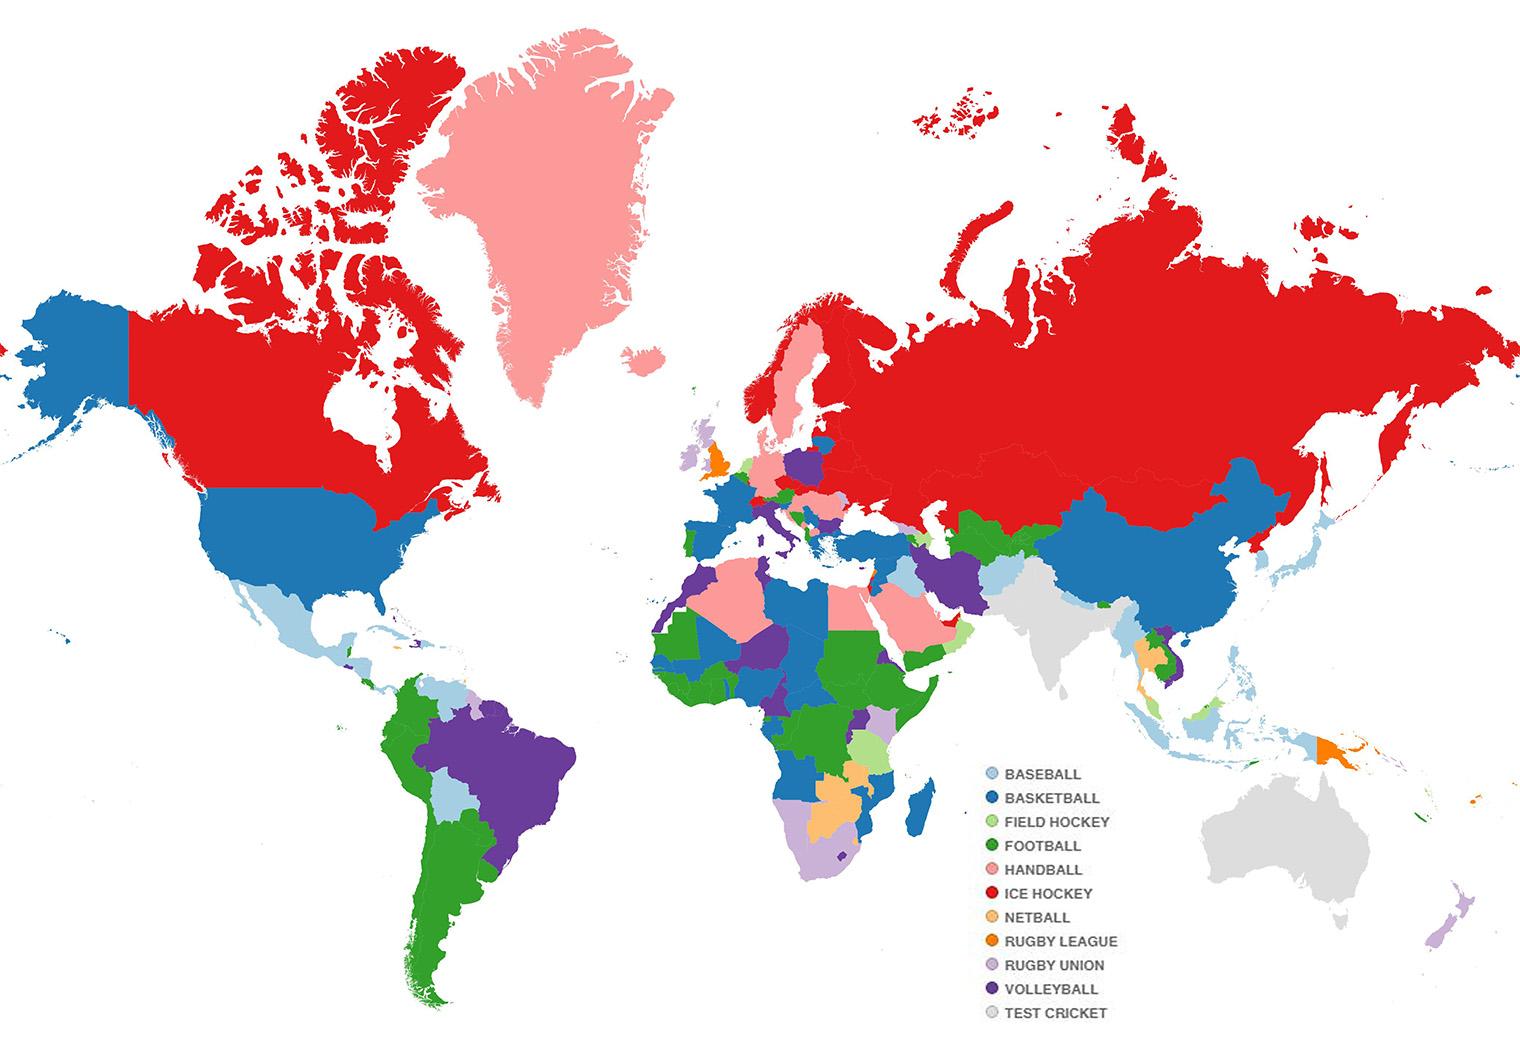 BASEBALL
BASKETBALL
FIELD HOCKEY
FOOTBALL
HANDBALL
ICE HOCKEY
NETBALL
RUGBY LEAGUE
RUGBY UNION
VOLLEYBALL
TEST CRICKET